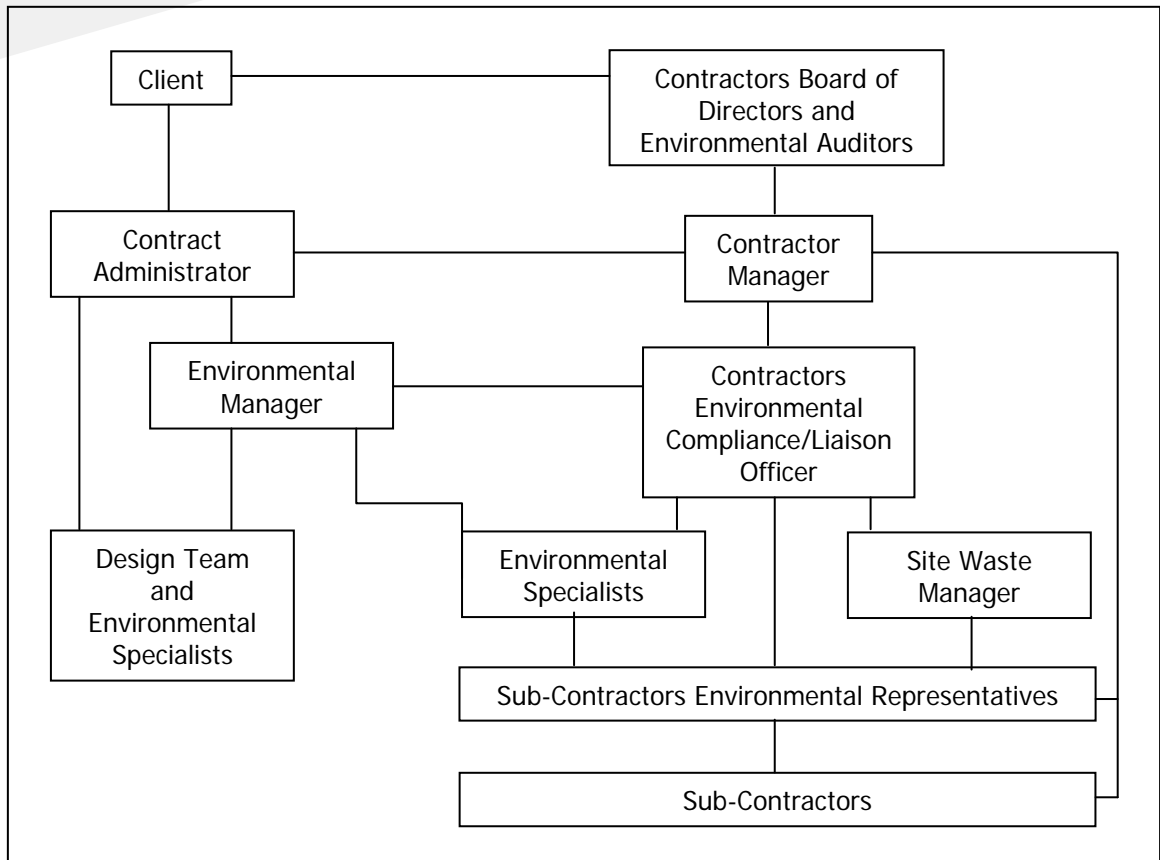 Client
Contractors Board of
Directors and
Environmental Auditors
Contract
Administrator
Contractor
Manager
Environmental
Manager
Contractors
Environmental
Compliance/Liaison
Officer
Design Team
and
Environmental
Specialists
Environmental
Specialists
Site Waste
Manager
Sub-Contractors Environmental Representatives
Sub-Contractors